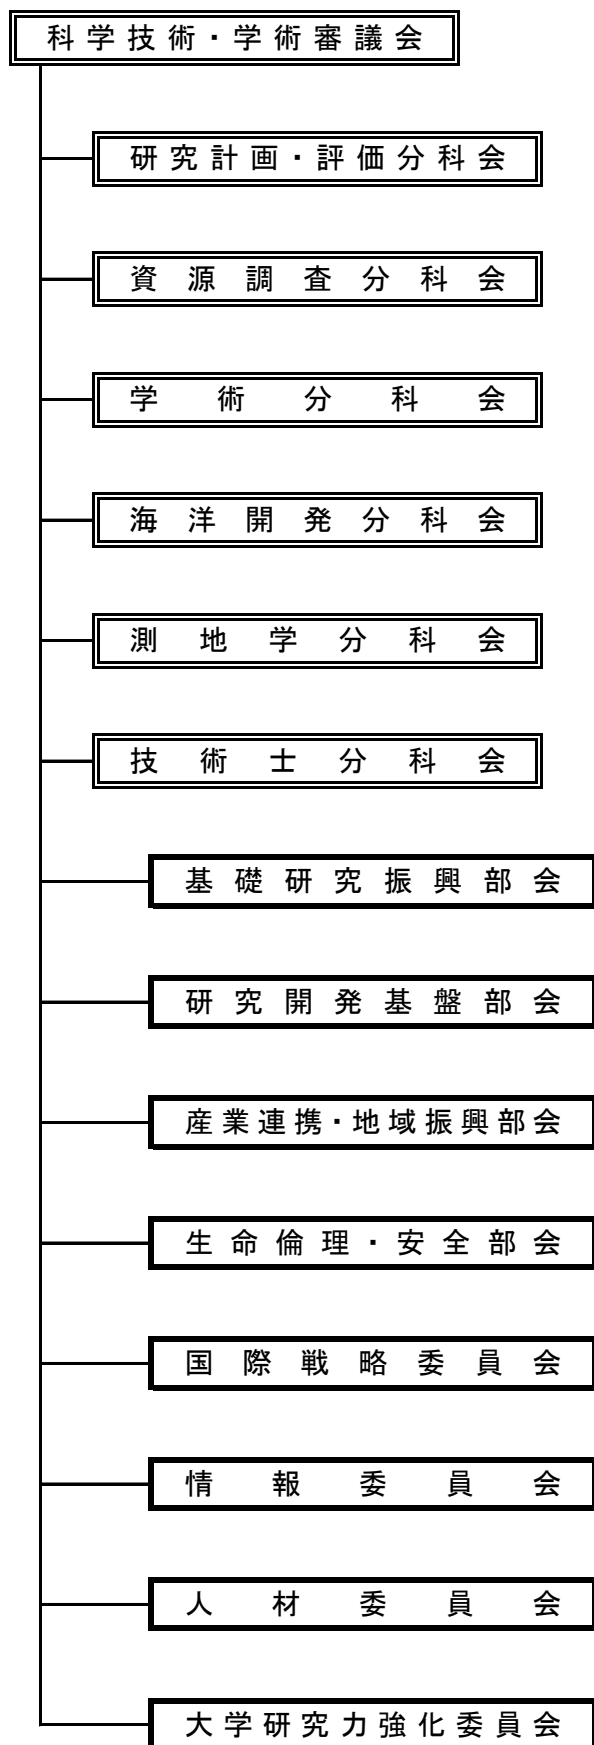 科学技術・学術審議会
研究計画・評価分科会
資源調査分科会
学術分科会
海洋開発分科会
測地学分科会
技術士分科会
基礎研究振興部会
研究開発基盤部会
産業連携・地域振興部会
生命倫理・安全部会
国際戦略委員会
情報委員会
人材委員会
大学研究力強化委員会